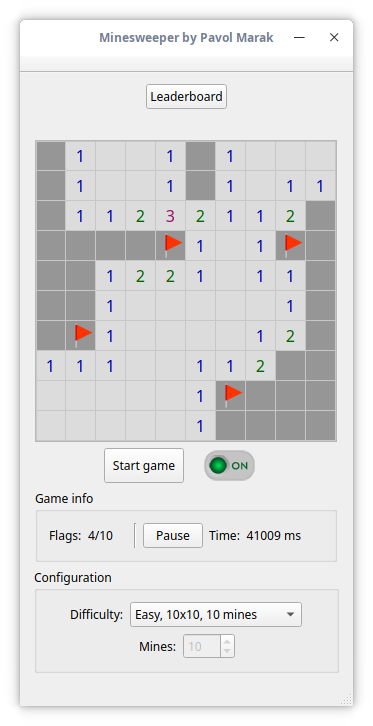 Minesweeper by Pavol Marak
Leaderboard
1 1 1
1 1 1 1 1
1 1 2 3 2 1 1 2
1 1
1 2 2 1 1 1
1 1
1 1 2
1 1 1 1 1 2
1
1
Start game ON
Game info
Flags: 4/10 Pause Time: 41009 ms
Configuration
Difficulty: Easy, 10x10, 10 mines
Mines: 10